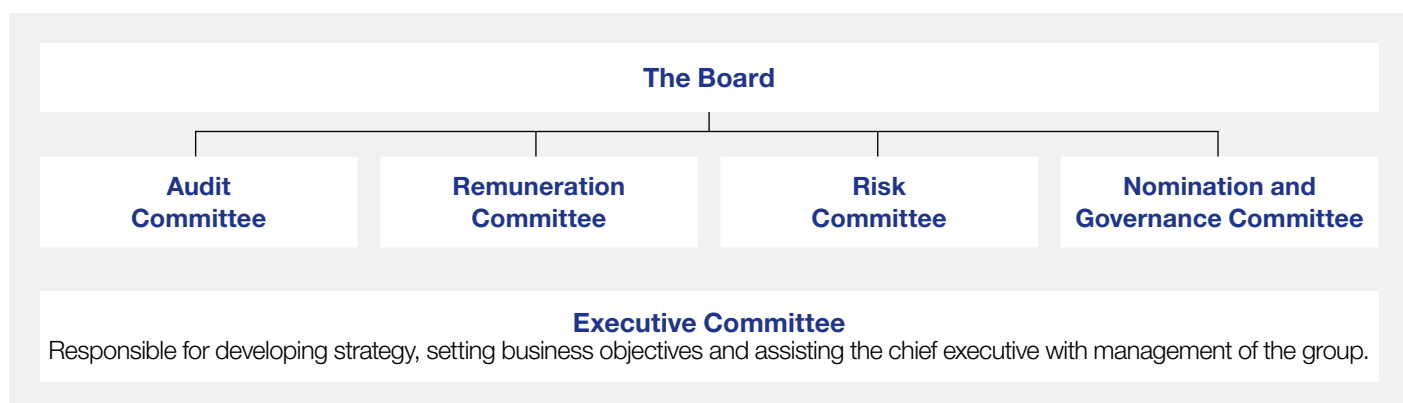 The Board
Audit
Committee
Remuneration
Committee
Risk
Committee
Nomination and
Governance Committee
Executive Committee
Responsible for developing strategy, setting business objectives and assisting the chief executive with management of the group.